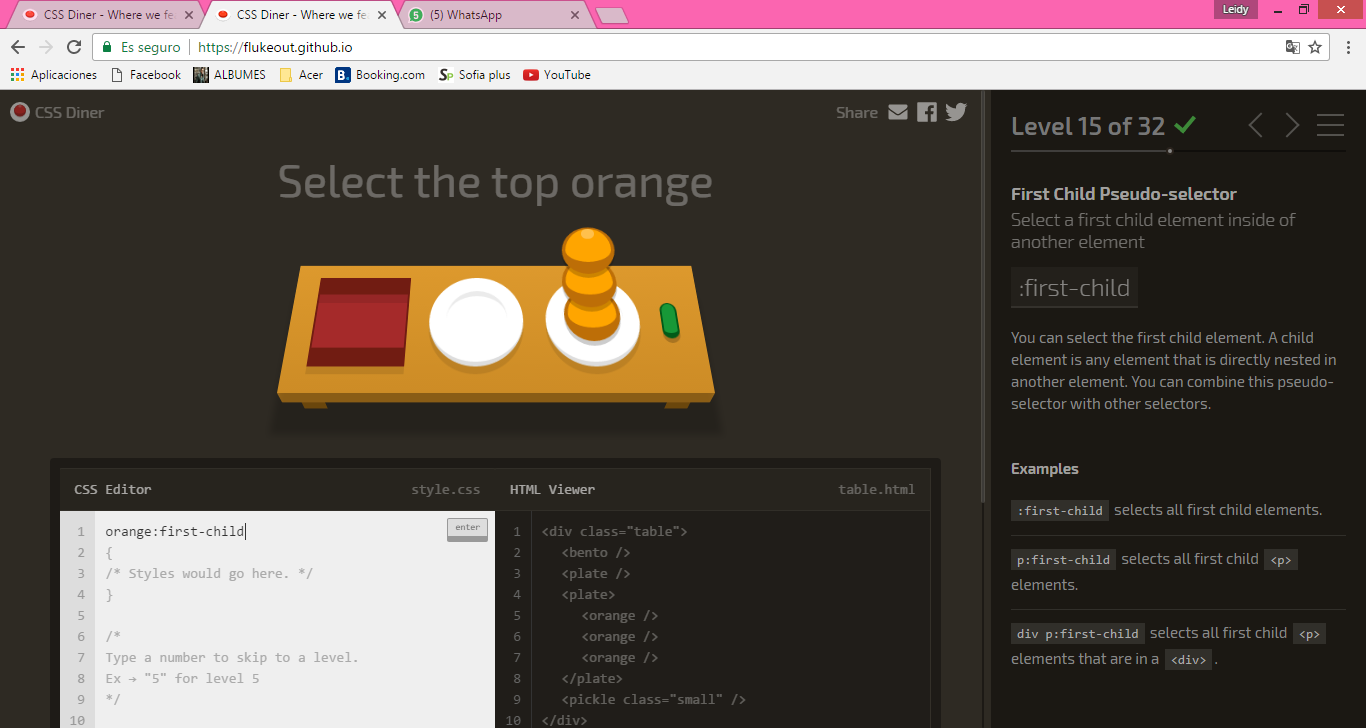 CSS Diner - Where we fe
CSS Diner - Where we fe
5
(5) WhatsApp
Leidy
Es seguro
https://flukeout.github.io
Aplicaciones
Facebook
ALBUMES
Acer
B.
Booking.com
Sp
Sofia plus
YouTube
CSS Diner
Share
Select the top orange
CSS Editor
style.css
HTML Viewer
table.html
1 orange:first-child
enter
2 {
3 /* Styles would go here. */
4 }
5
6 /*
7 Type a number to skip to a level.
8 Ex → "5" for level 5
9 */
10
1 <div class="table">
2 <bento />
3 <plate />
4 <plate>
5 <orange />
6 <orange />
7 <orange />
8 </plate>
9 <pickle class="small" />
10 </div>
Level 15 of 32
First Child Pseudo-selector
Select a first child element inside of
another element
:first-child
You can select the first child element. A child
element is any element that is directly nested in
another element. You can combine this pseudo-
selector with other selectors.
Examples
:first-child selects all first child elements.
p:first-child selects all first child <p>
elements.
div p:first-child selects all first child <p>
elements that are in a <div> .